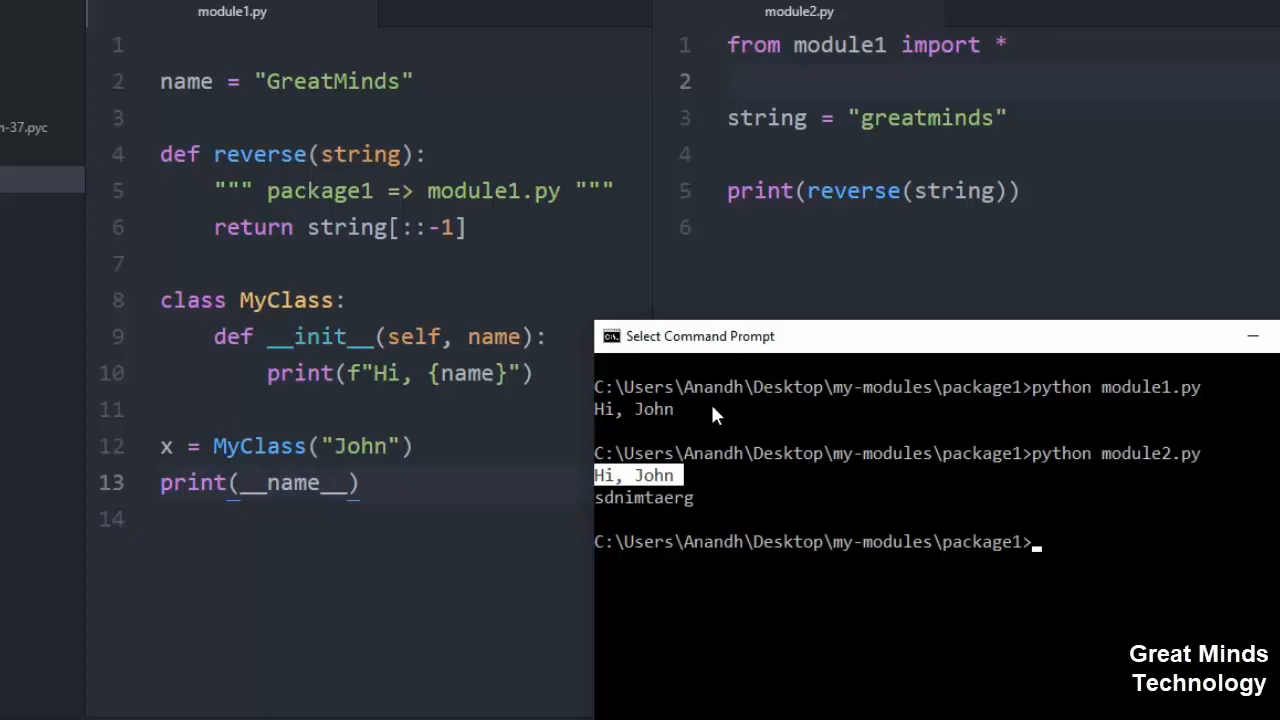 module1.py
1
2 name = "GreatMinds"
3
4 def reverse(string):
5 """ package1 => module1.py """
6 return string[::-1]
7
8 class MyClass:
9 def __init__(self, name):
10 print(f"Hi, {name}")
11
12 x = MyClass("John")
13 print(__name__)
14
n-37.pyc
module2.py
1 from module1 import *
2
3 string = "greatminds"
4
5 print(reverse(string))
6
Select Command Prompt
C:\Users\Anandh\Desktop\my-modules\package1>python module1.py
Hi, John
C:\Users\Anandh\Desktop\my-modules\package1>python module2.py
Hi, John
sdnimtaerg
C:\Users\Anandh\Desktop\my-modules\package1>
Great Minds
Technology